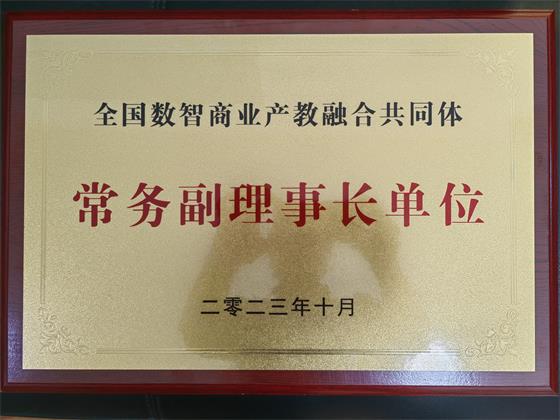 全国数智商业产教融合共同体
常务副理事长单位
二零二三年十月